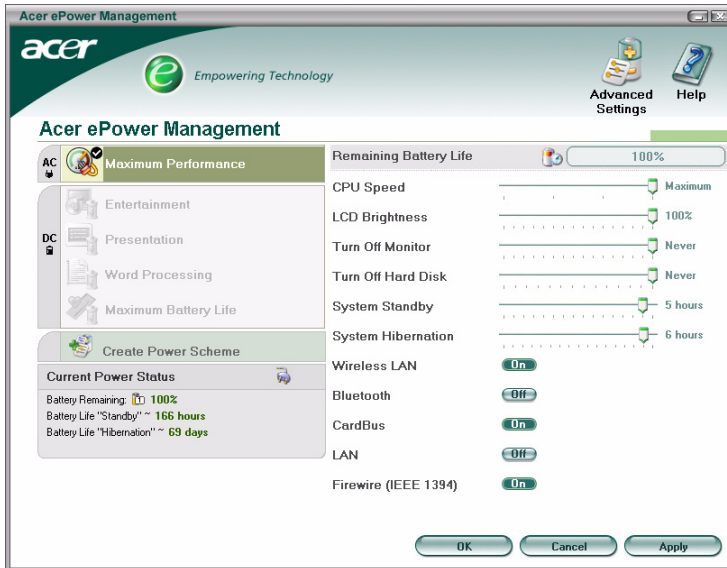 Acer ePower Management
acer
e Empowering Technology
Advanced Settings
Help
Acer ePower Management
AC
Maximum Performance
DC
Entertainment
Presentation
Word Processing
Maximum Battery Life
Create Power Scheme
Current Power Status
Battery Remaining: 100%
Battery Life "Standby" ~ 166 hours
Battery Life "Hibernation" ~ 69 days
Remaining Battery Life 100%
CPU Speed Maximum
LCD Brightness 100%
Turn Off Monitor Never
Turn Off Hard Disk Never
System Standby 5 hours
System Hibernation 6 hours
Wireless LAN On
Bluetooth Off
CardBus On
LAN Off
Firewire (IEEE 1394) On
OK Cancel Apply